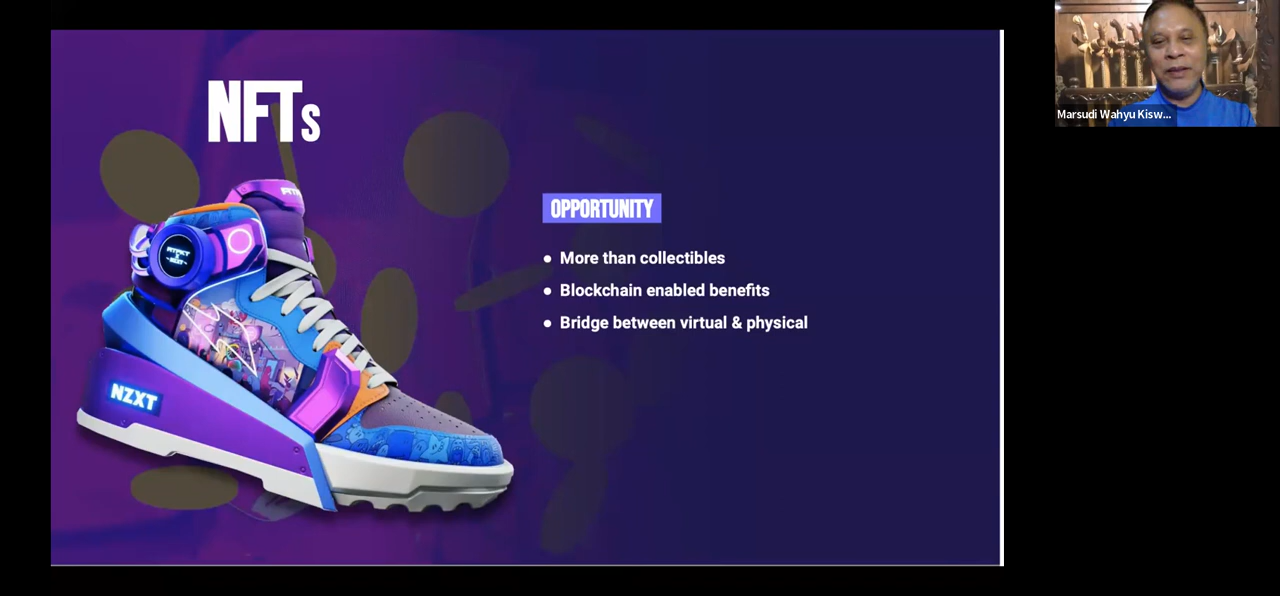 NFTs
OPPORTUNITY
• More than collectibles
• Blockchain enabled benefits
• Bridge between virtual & physical
NZXT
Marsudi Wahyu Kisw...